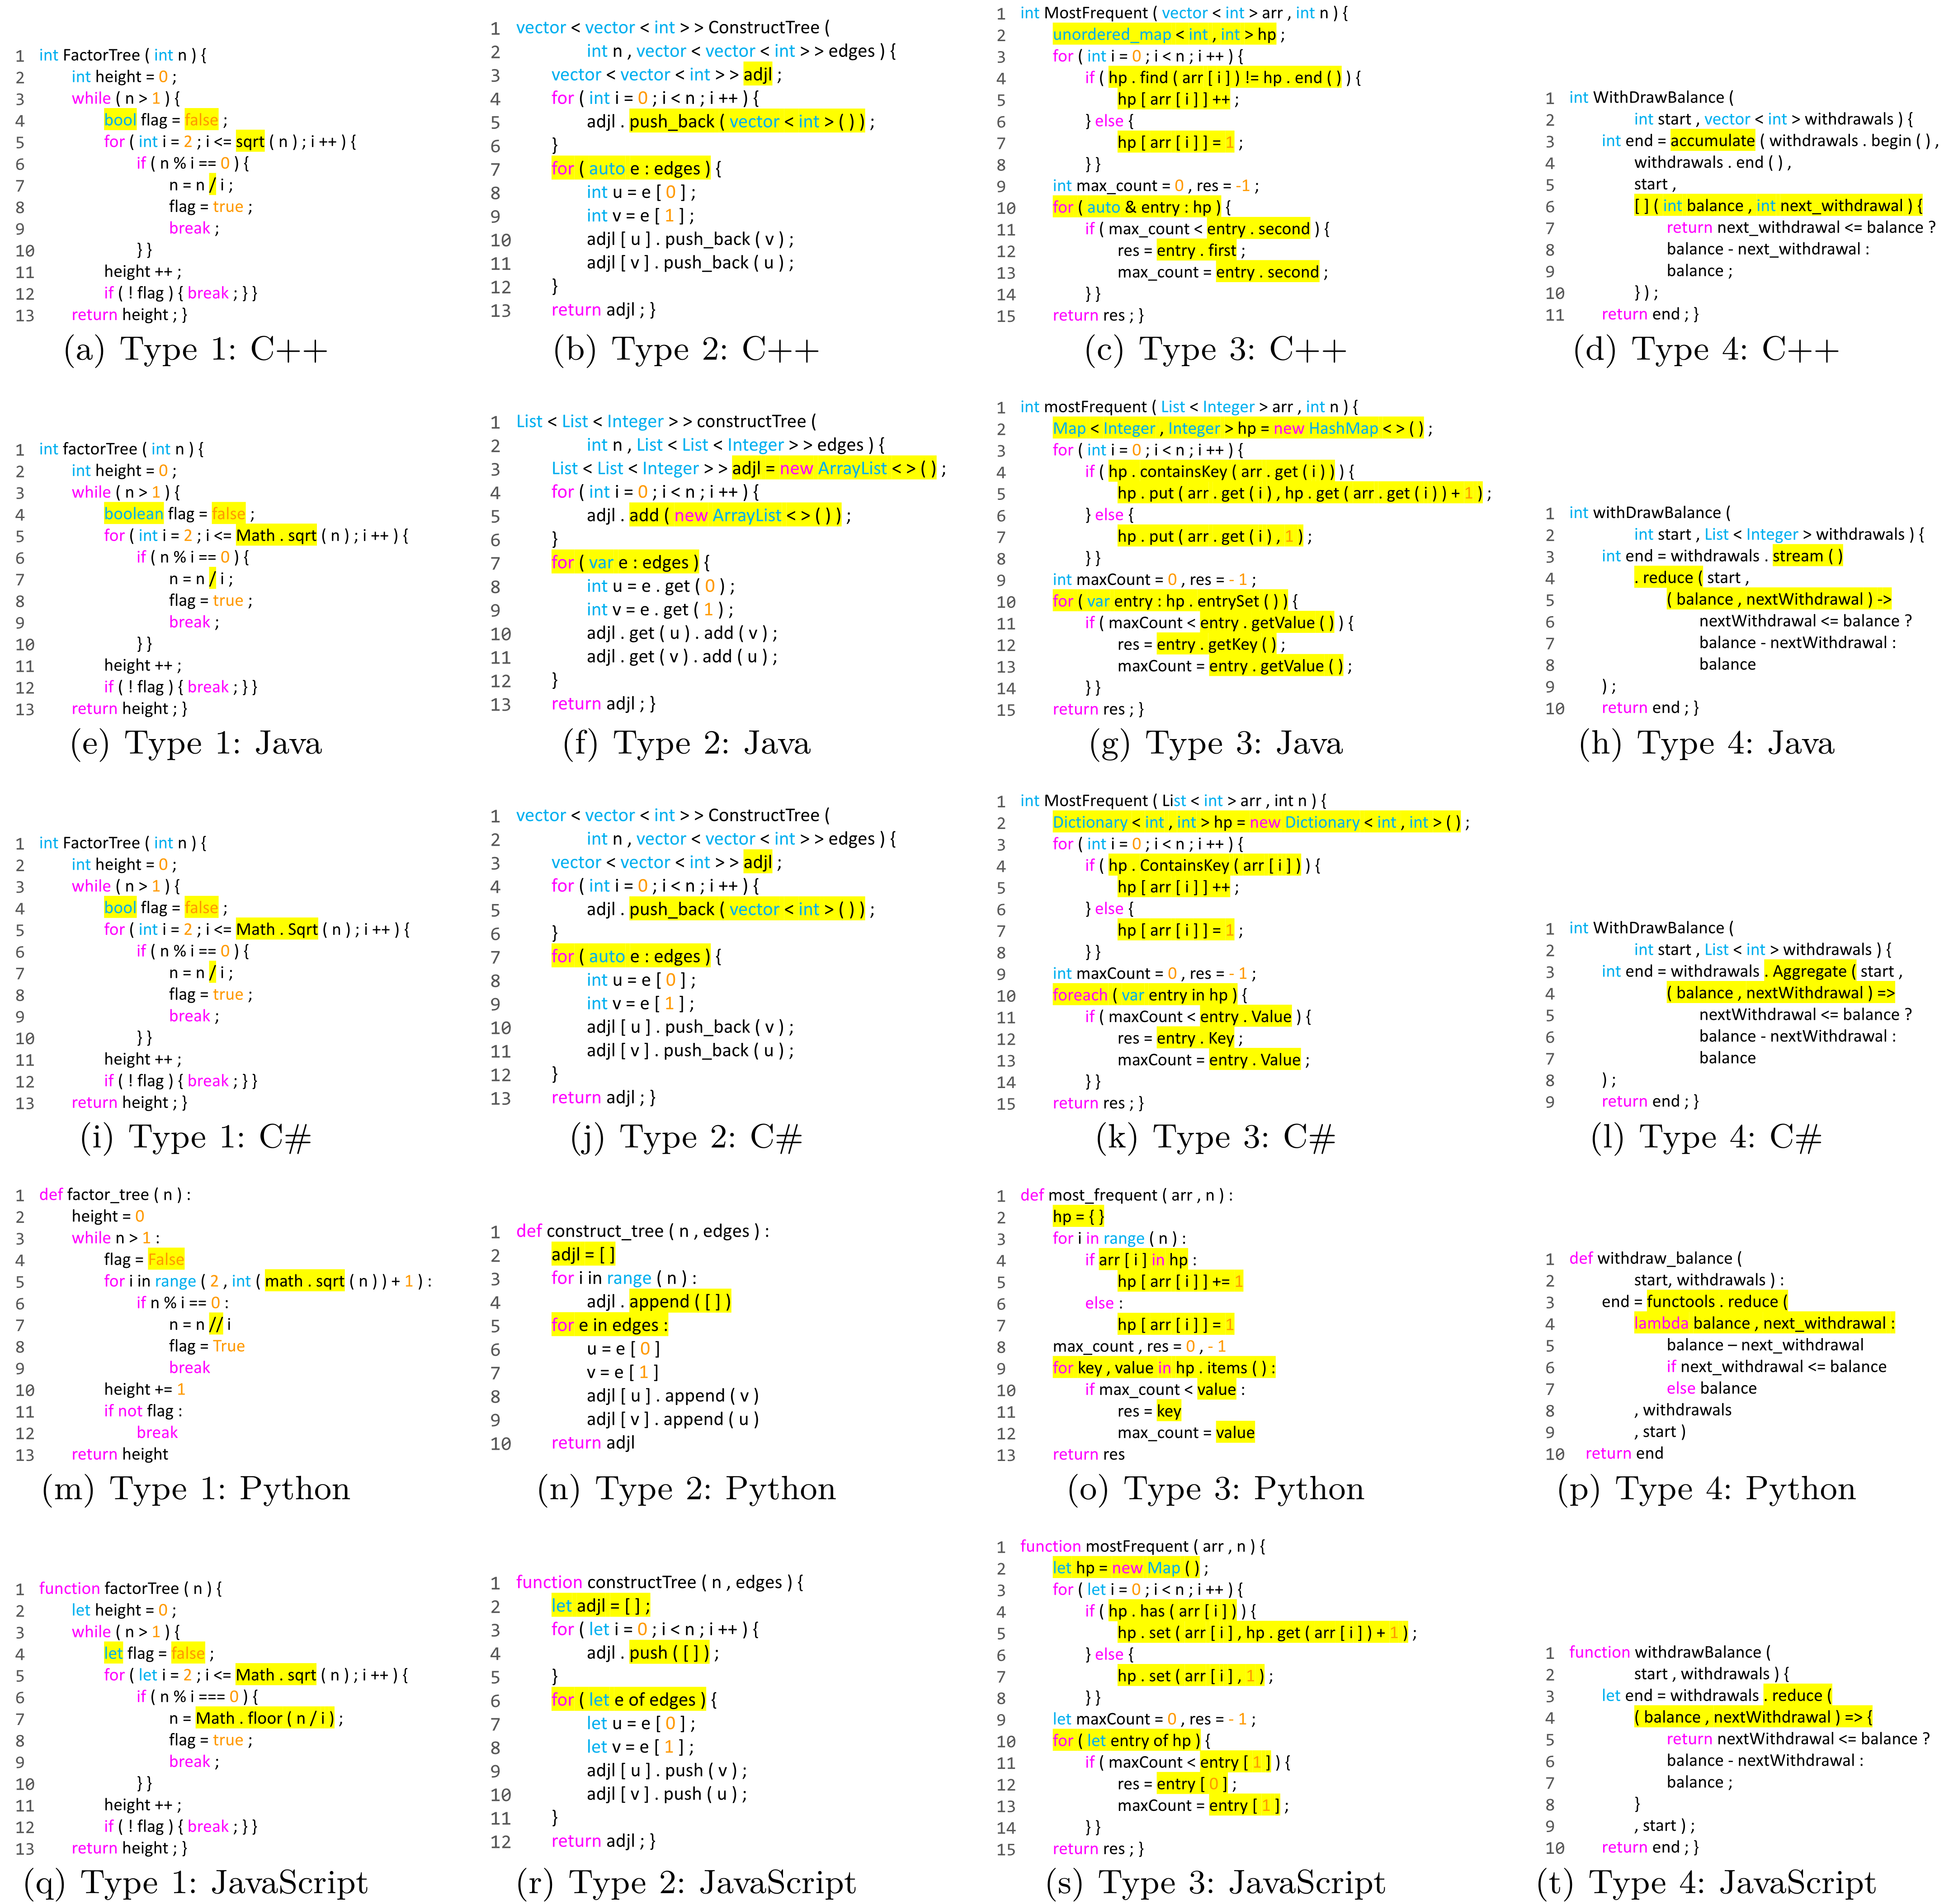 1 int FactorTree ( int n ) {
2 int height = 0 ;
3 while ( n > 1 ) {
4 bool flag = false ;
5 for ( int i = 2 ; i <= sqrt ( n ) ; i ++ ) {
6 if ( n % i == 0 ) {
7 n = n / i ;
8 flag = true ;
9 break ;
10 } }
11 height ++ ;
12 if ( ! flag ) { break ; } }
13 return height ; }
(a) Type 1: C++
1 vector < vector < int > > ConstructTree (
2 int n , vector < vector < int > > edges ) {
3 vector < vector < int > > adjl ;
4 for ( int i = 0 ; i < n ; i ++ ) {
5 adjl . push_back ( vector < int > ( ) ) ;
6 }
7 for ( auto e : edges ) {
8 int u = e [ 0 ] ;
9 int v = e [ 1 ] ;
10 adjl [ u ] . push_back ( v ) ;
11 adjl [ v ] . push_back ( u ) ;
12 }
13 return adjl ; }
(b) Type 2: C++
1 int MostFrequent ( vector < int > arr , int n ) {
2 unordered_map < int , int > hp ;
3 for ( int i = 0 ; i < n ; i ++ ) {
4 if ( hp . find ( arr [ i ] ) != hp . end ( ) ) {
5 hp [ arr [ i ] ] ++ ;
6 } else {
7 hp [ arr [ i ] ] = 1 ;
8 } }
9 int max_count = 0 , res = -1 ;
10 for ( auto & entry : hp ) {
11 if ( max_count < entry . second ) {
12 res = entry . first ;
13 max_count = entry . second ;
14 } }
15 return res ; }
(c) Type 3: C++
1 int WithDrawBalance (
2 int start , vector < int > withdrawals ) {
3 int end = accumulate ( withdrawals . begin ( ) ,
4 withdrawals . end ( ) ,
5 start ,
6 [ ] ( int balance , int next_withdrawal ) {
7 return next_withdrawal <= balance ?
8 balance - next_withdrawal :
9 balance ;
10 } ) ;
11 return end ; }
(d) Type 4: C++
1 int factorTree ( int n ) {
2 int height = 0 ;
3 while ( n > 1 ) {
4 boolean flag = false ;
5 for ( int i = 2 ; i <= Math . sqrt ( n ) ; i ++ ) {
6 if ( n % i == 0 ) {
7 n = n / i ;
8 flag = true ;
9 break ;
10 } }
11 height ++ ;
12 if ( ! flag ) { break ; } }
13 return height ; }
(e) Type 1: Java
1 List < List < Integer > > constructTree (
2 int n , List < List < Integer > > edges ) {
3 List < List < Integer > > adjl = new ArrayList < > ( ) ;
4 for ( int i = 0 ; i < n ; i ++ ) {
5 adjl . add ( new ArrayList < > ( ) ) ;
6 }
7 for ( var e : edges ) {
8 int u = e . get ( 0 ) ;
9 int v = e . get ( 1 ) ;
10 adjl . get ( u ) . add ( v ) ;
11 adjl . get ( v ) . add ( u ) ;
12 }
13 return adjl ; }
(f) Type 2: Java
1 int mostFrequent ( List < Integer > arr , int n ) {
2 Map < Integer , Integer > hp = new HashMap < > ( ) ;
3 for ( int i = 0 ; i < n ; i ++ ) {
4 if ( hp . containsKey ( arr . get ( i ) ) ) {
5 hp . put ( arr . get ( i ) , hp . get ( arr . get ( i ) ) + 1 ) ;
6 } else {
7 hp . put ( arr . get ( i ) , 1 ) ;
8 } }
9 int maxCount = 0 , res = - 1 ;
10 for ( var entry : hp . entrySet ( ) ) {
11 if ( maxCount < entry . getValue ( ) ) {
12 res = entry . getKey ( ) ;
13 maxCount = entry . getValue ( ) ;
14 } }
15 return res ; }
(g) Type 3: Java
1 int withDrawBalance (
2 int start , List < Integer > withdrawals ) {
3 int end = withdrawals . stream ( )
4 . reduce ( start ,
5 ( balance , nextWithdrawal ) ->
6 nextWithdrawal <= balance ?
7 balance - nextWithdrawal :
8 balance
9 ) ;
10 return end ; }
(h) Type 4: Java
1 int FactorTree ( int n ) {
2 int height = 0 ;
3 while ( n > 1 ) {
4 bool flag = false ;
5 for ( int i = 2 ; i <= Math . Sqrt ( n ) ; i ++ ) {
6 if ( n % i == 0 ) {
7 n = n / i ;
8 flag = true ;
9 break ;
10 } }
11 height ++ ;
12 if ( ! flag ) { break ; } }
13 return height ; }
(i) Type 1: C#
1 vector < vector < int > > ConstructTree (
2 int n , vector < vector < int > > edges ) {
3 vector < vector < int > > adjl ;
4 for ( int i = 0 ; i < n ; i ++ ) {
5 adjl . push_back ( vector < int > ( ) ) ;
6 }
7 for ( auto e : edges ) {
8 int u = e [ 0 ] ;
9 int v = e [ 1 ] ;
10 adjl [ u ] . push_back ( v ) ;
11 adjl [ v ] . push_back ( u ) ;
12 }
13 return adjl ; }
(j) Type 2: C#
1 int MostFrequent ( List < int > arr , int n ) {
2 Dictionary < int , int > hp = new Dictionary < int , int > ( ) ;
3 for ( int i = 0 ; i < n ; i ++ ) {
4 if ( hp . ContainsKey ( arr [ i ] ) ) {
5 hp [ arr [ i ] ] ++ ;
6 } else {
7 hp [ arr [ i ] ] = 1 ;
8 } }
9 int maxCount = 0 , res = - 1 ;
10 foreach ( var entry in hp ) {
11 if ( maxCount < entry . Value ) {
12 res = entry . Key ;
13 maxCount = entry . Value ;
14 } }
15 return res ; }
(k) Type 3: C#
1 int WithDrawBalance (
2 int start , List < int > withdrawals ) {
3 int end = withdrawals . Aggregate ( start ,
4 ( balance , nextWithdrawal ) =>
5 nextWithdrawal <= balance ?
6 balance - nextWithdrawal :
7 balance
8 ) ;
9 return end ; }
(l) Type 4: C#
1 def factor_tree ( n ) :
2 height = 0
3 while n > 1 :
4 flag = False
5 for i in range ( 2 , int ( math . sqrt ( n ) ) + 1 ) :
6 if n % i == 0 :
7 n = n // i
8 flag = True
9 break
10 height += 1
11 if not flag :
12 break
13 return height
(m) Type 1: Python
1 def construct_tree ( n , edges ) :
2 adjl = [ ]
3 for i in range ( n ) :
4 adjl . append ( [ ] )
5 for e in edges :
6 u = e [ 0 ]
7 v = e [ 1 ]
8 adjl [ u ] . append ( v )
9 adjl [ v ] . append ( u )
10 return adjl
(n) Type 2: Python
1 def most_frequent ( arr , n ) :
2 hp = { }
3 for i in range ( n ) :
4 if arr [ i ] in hp :
5 hp [ arr [ i ] ] += 1
6 else :
7 hp [ arr [ i ] ] = 1
8 max_count , res = 0 , - 1
9 for key , value in hp . items ( ) :
10 if max_count < value :
11 res = key
12 max_count = value
13 return res
(o) Type 3: Python
1 def withdraw_balance (
2 start, withdrawals ) :
3 end = functools . reduce (
4 lambda balance , next_withdrawal :
5 balance – next_withdrawal
6 if next_withdrawal <= balance
7 else balance
8 , withdrawals
9 , start )
10 return end
(p) Type 4: Python
1 function factorTree ( n ) {
2 let height = 0 ;
3 while ( n > 1 ) {
4 let flag = false ;
5 for ( let i = 2 ; i <= Math . sqrt ( n ) ; i ++ ) {
6 if ( n % i === 0 ) {
7 n = Math . floor ( n / i ) ;
8 flag = true ;
9 break ;
10 } }
11 height ++ ;
12 if ( ! flag ) { break ; } }
13 return height ; }
(q) Type 1: JavaScript
1 function constructTree ( n , edges ) {
2 let adjl = [ ] ;
3 for ( let i = 0 ; i < n ; i ++ ) {
4 adjl . push ( [ ] ) ;
5 }
6 for ( let e of edges ) {
7 let u = e [ 0 ] ;
8 let v = e [ 1 ] ;
9 adjl [ u ] . push ( v ) ;
10 adjl [ v ] . push ( u ) ;
11 }
12 return adjl ; }
(r) Type 2: JavaScript
1 function mostFrequent ( arr , n ) {
2 let hp = new Map ( ) ;
3 for ( let i = 0 ; i < n ; i ++ ) {
4 if ( hp . has ( arr [ i ] ) ) {
5 hp . set ( arr [ i ] , hp . get ( arr [ i ] ) + 1 ) ;
6 } else {
7 hp . set ( arr [ i ] , 1 ) ;
8 } }
9 let maxCount = 0 , res = - 1 ;
10 for ( let entry of hp ) {
11 if ( maxCount < entry [ 1 ] ) {
12 res = entry [ 0 ] ;
13 maxCount = entry [ 1 ] ;
14 } }
15 return res ; }
(s) Type 3: JavaScript
1 function withdrawBalance (
2 start , withdrawals ) {
3 let end = withdrawals . reduce (
4 ( balance , nextWithdrawal ) => {
5 return nextWithdrawal <= balance ?
6 balance - nextWithdrawal :
7 balance ;
8 }
9 , start ) ;
10 return end ; }
(t) Type 4: JavaScript